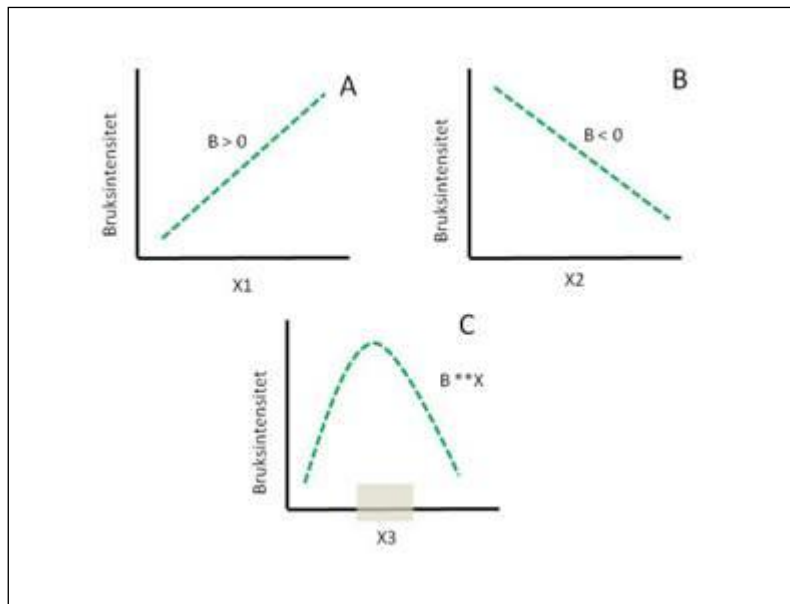 A
B > 0
Bruksintensitet
X1
B
B < 0
Bruksintensitet
X2
C
B **X
Bruksintensitet
X3